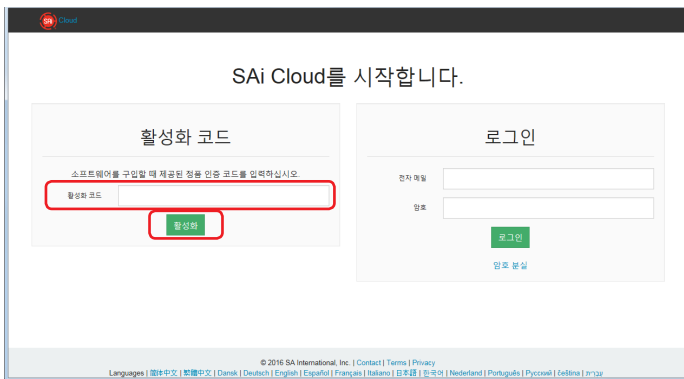 SAi Cloud
SAi Cloud를 시작합니다.
활성화 코드
소프트웨어를 구입할 때 제공된 정품 인증 코드를 입력하십시오.
활성화 코드
활성화
로그인
전자 메일
암호
로그인
암호 분실
© 2016 SA International, Inc. | Contact | Terms | Privacy
Languages | 简体中文 | 繁體中文 | Dansk | Deutsch | English | Español | Français | Italiano | 日本語 | 한국어 | Nederland | Português | Русский | čeština | עברית